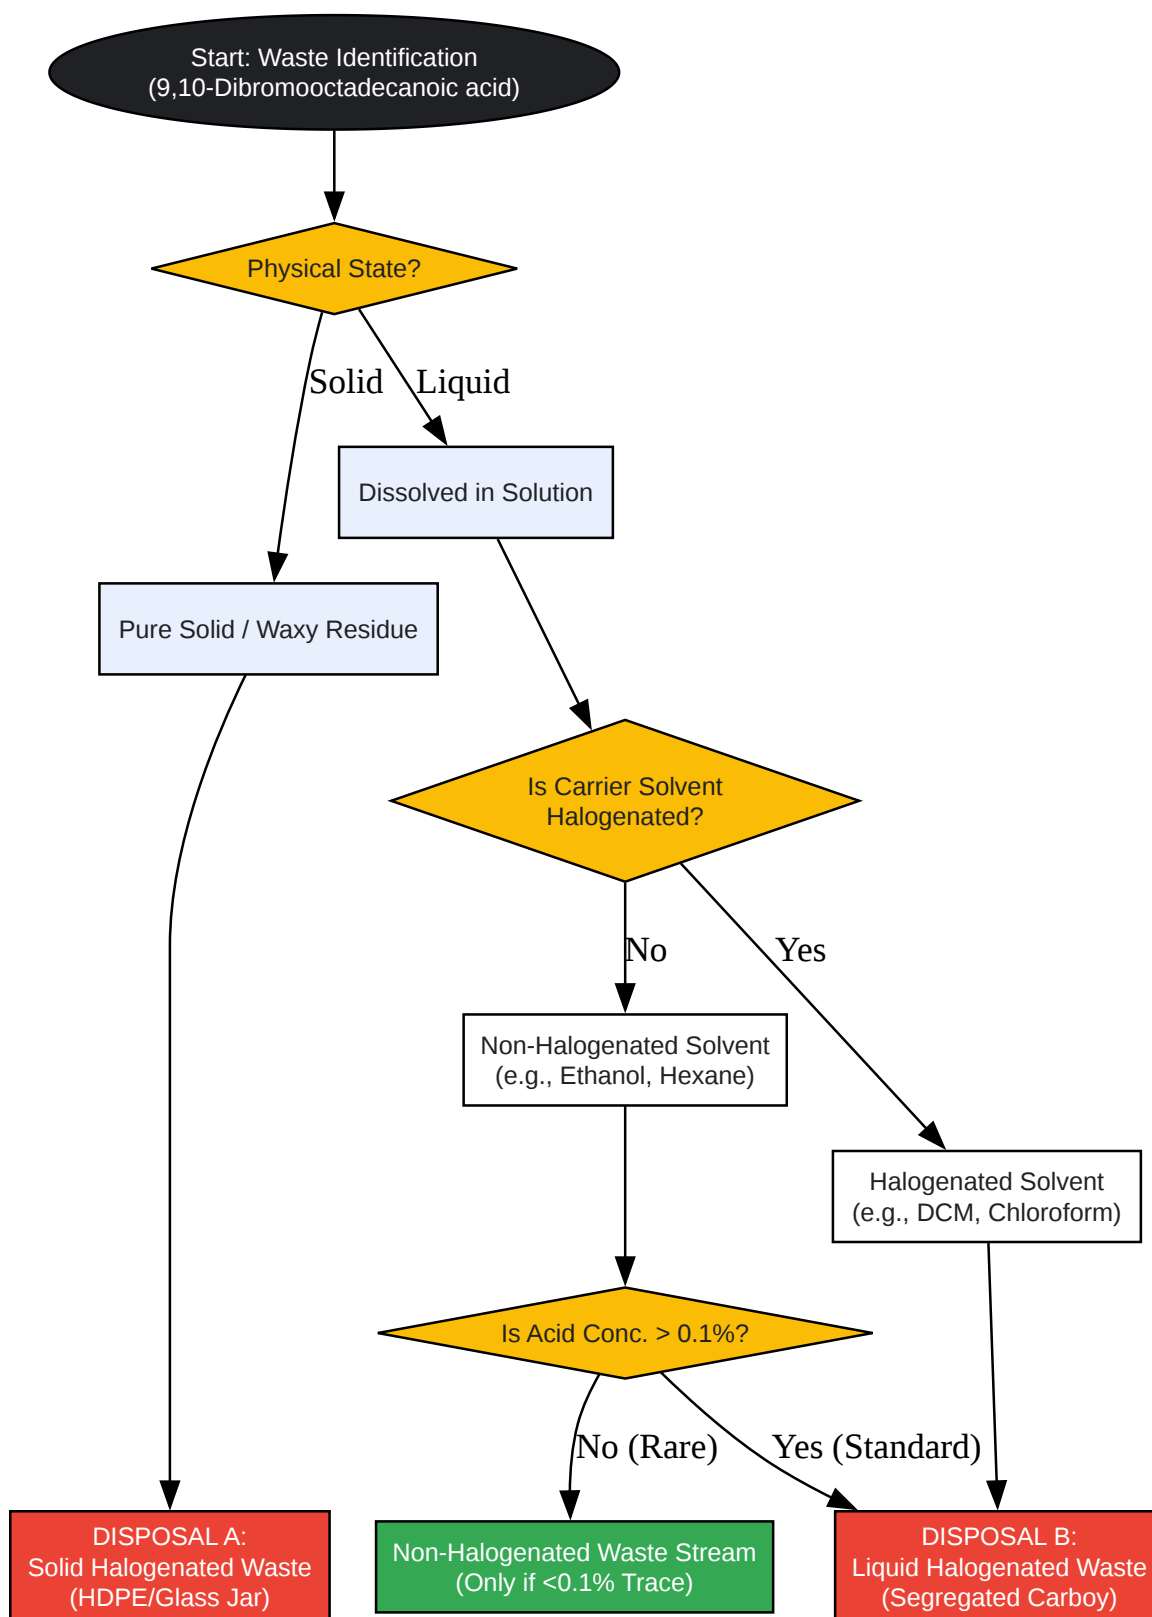 Start: Waste Identification
(9,10-Dibromooctadecanoic acid)
Physical State?
Solid
Liquid
Dissolved in Solution
Pure Solid / Waxy Residue
Is Carrier Solvent
Halogenated?
No
Yes
Non-Halogenated Solvent
(e.g., Ethanol, Hexane)
Halogenated Solvent
(e.g., DCM, Chloroform)
Is Acid Conc. > 0.1%?
No (Rare)
Yes (Standard)
DISPOSAL A:
Solid Halogenated Waste
(HDPE/Glass Jar)
Non-Halogenated Waste Stream
(Only if <0.1% Trace)
DISPOSAL B:
Liquid Halogenated Waste
(Segregated Carboy)